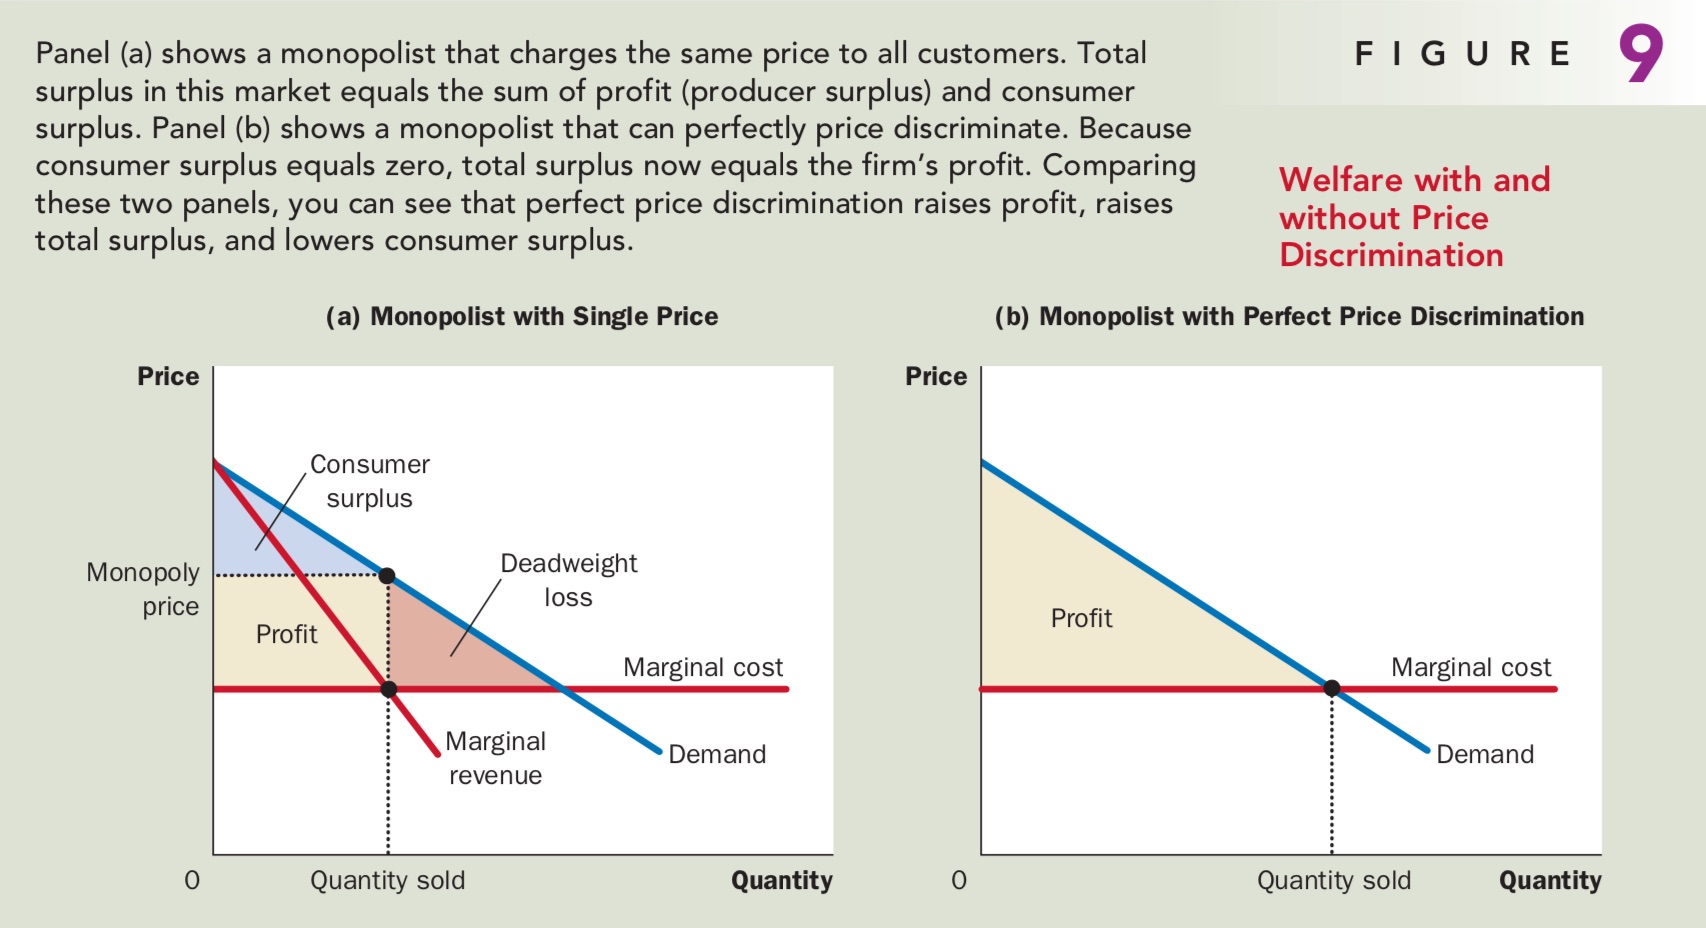 Panel (a) shows a monopolist that charges the same price to all customers. Total
surplus in this market equals the sum of profit (producer surplus) and consumer
surplus. Panel (b) shows a monopolist that can perfectly price discriminate. Because
consumer surplus equals zero, total surplus now equals the firm’s profit. Comparing
these two panels, you can see that perfect price discrimination raises profit, raises
total surplus, and lowers consumer surplus.
FIGURE 9
Welfare with and
without Price
Discrimination
(a) Monopolist with Single Price
Price
Consumer
surplus
Deadweight
loss
Monopoly
price
Profit
Marginal cost
Marginal
revenue
Demand
0
Quantity sold
Quantity
(b) Monopolist with Perfect Price Discrimination
Price
Profit
Marginal cost
Demand
0
Quantity sold
Quantity